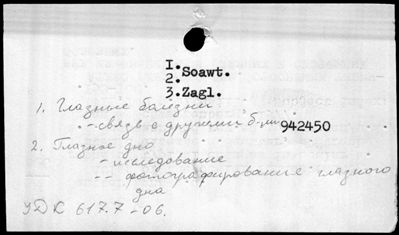 I.
2. Soawt.
3. Zagl.
1. Глазные болезни
-- связь с другими б-ми 942450
2. Глазное дно
- исследование
-- фотографирование глазного
дна
УДК 617.7-06.